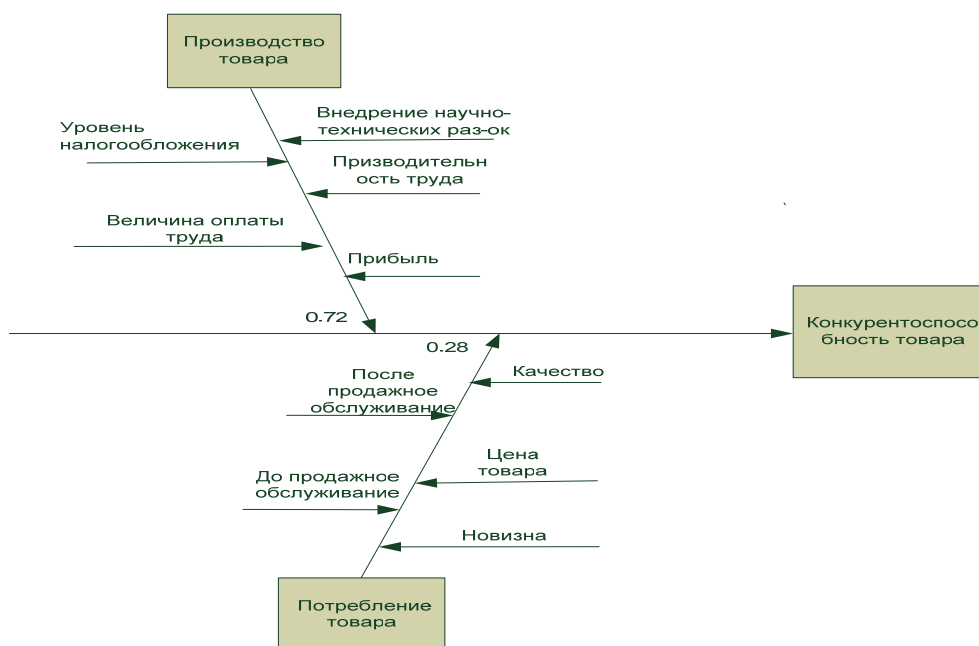 Производство
товара
Внедрение научно-
технических раз-ок
Уровень
налогообложения
Призводительн
ость труда
Величина оплаты
труда
Прибыль
0.72
Конкурентоспосо
бность товара
0.28
Качество
После
продажное
обслуживание
Цена
товара
До продажное
обслуживание
Новизна
Потребление
товара